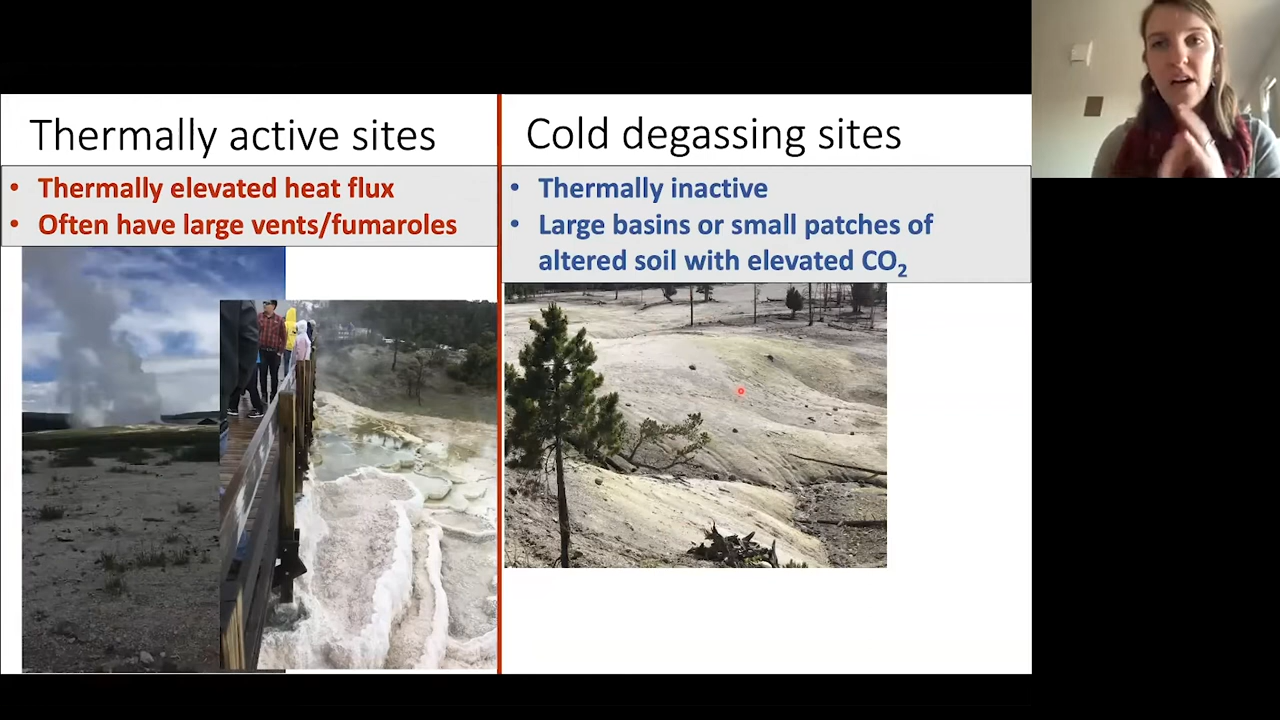 Thermally active sites
• Thermally elevated heat flux
• Often have large vents/fumaroles
Cold degassing sites
• Thermally inactive
• Large basins or small patches of
altered soil with elevated CO₂